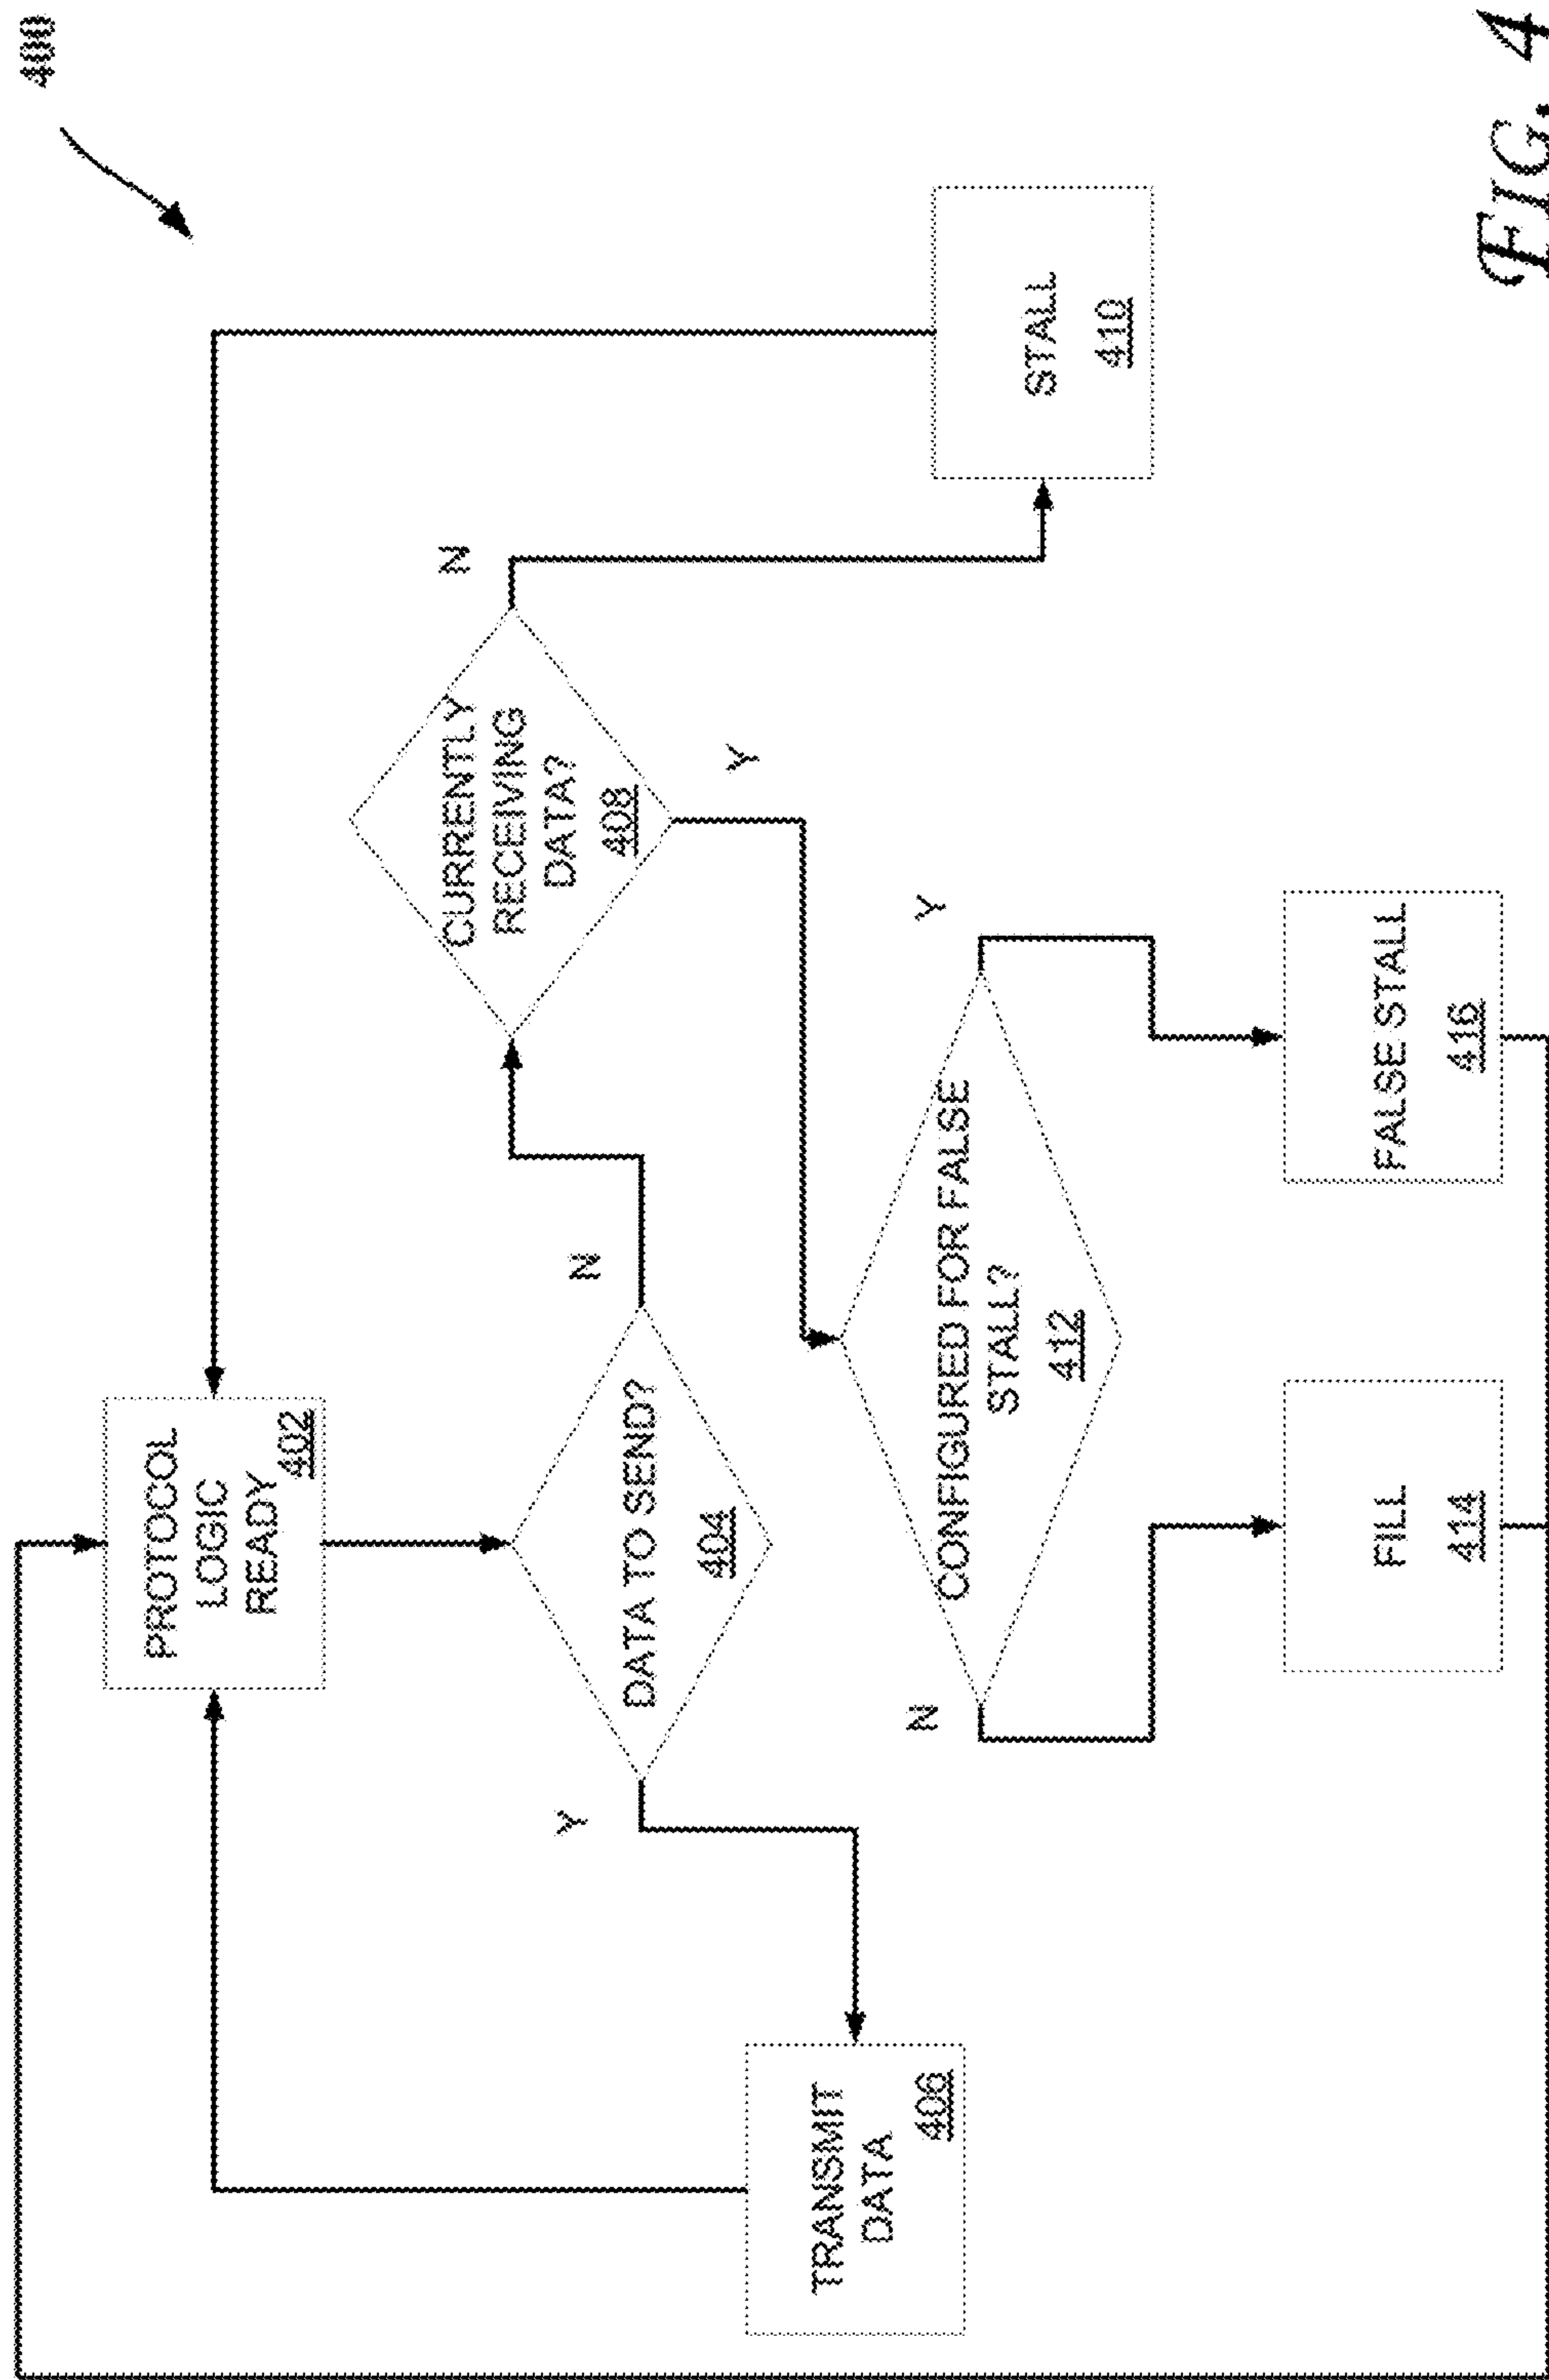 400
PROTOCOL
LOGIC
READY
402
DATA TO SEND?
404
Y
N
TRANSMIT
DATA
406
CURRENTLY
RECEIVING
DATA?
408
N
Y
STALL
410
CONFIGURED FOR FALSE
STALL?
412
N
Y
FILL
414
FALSE STALL
416
FIG. 4